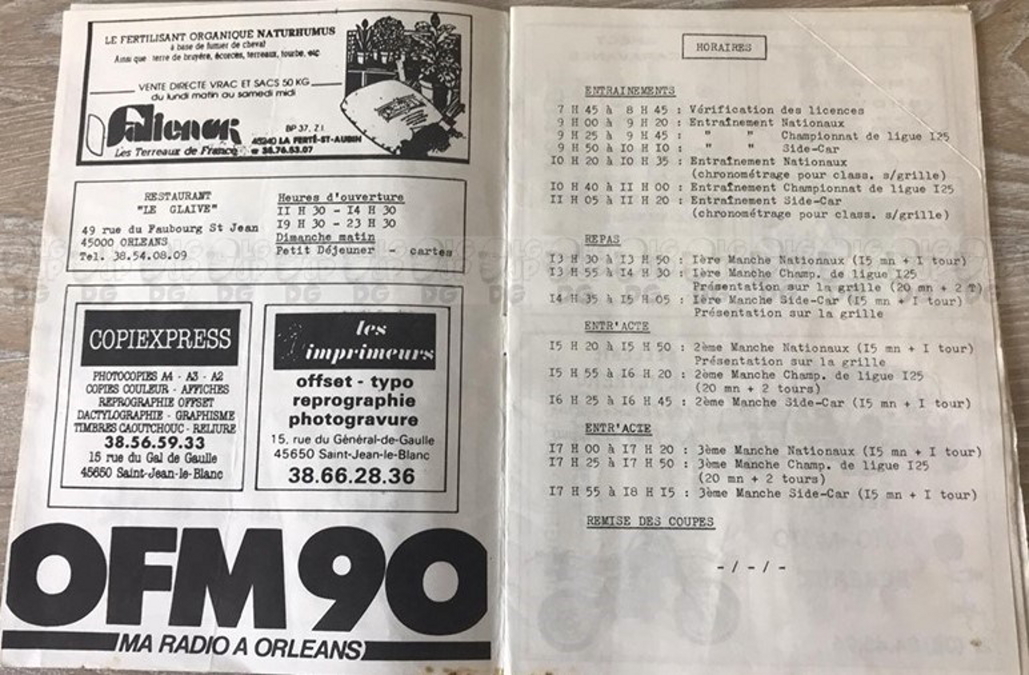 LE FERTILISANT ORGANIQUE NATURHUMUS
à base de fumier de cheval
Ainsi que terre de bruyère, écorces, terreaux, tourbe, etc
VENTE DIRECTE VRAC ET SACS 50 KG
du lundi matin au samedi midi
BP 37, Z.I.
45240 LA FERTÉ-ST-AUBIN
38.76.53.07
Les Terreaux de France
RESTAURANT
"LE GLAIVE"
49 rue du Faubourg St Jean
45000 ORLEANS
Tel. 38.54.08.09
Heures d'ouverture
II H 30 - I4 H 30
I9 H 30 - 23 H 30
Dimanche matin
Petit Déjeuner cartes
COPIEXPRESS
PHOTOCOPIES A4 - A3 - A2
COPIES COULEUR - AFFICHES
REPROGRAPHIE OFFSET
DACTYLOGRAPHIE - GRAPHISME
TIMBRES CAOUTCHOUC - RELIURE
38.56.59.33
15 rue du Gal de Gaulle
45650 Saint-Jean-le-Blanc
les
imprimeurs
offset - typo
reprographie
photogravure
15, rue du Général-de-Gaulle
45650 Saint-Jean-le-Blanc
38.66.28.36
OFM90
MA RADIO A ORLEANS
HORAIRES
ENTRAINEMENTS
7 H 45 à 8 H 45 : Vérification des licences
9 H 00 à 9 H 20 : Entraînement Nationaux
9 H 25 à 9 H 45 : " " Championnat de ligue I25
9 H 50 à IO H IO : " " Side-Car
IO H 20 à IO H 35 : Entraînement Nationaux
(chronométrage pour class. s/grille)
IO H 40 à II H 00 : Entraînement Championnat de ligue I25
II H 05 à II H 20 : Entraînement Side-Car
(chronométrage pour class. s/grille)
REPAS
I3 H 30 à I3 H 50 : Ière Manche Nationaux (I5 mn + I tour)
I3 H 55 à I4 H 30 : Ière Manche Champ. de ligue I25
Présentation sur la grille (20 mn + 2 T)
I4 H 35 à I5 H 05 : Ière Manche Side-Car (I5 mn + I tour)
Présentation sur la grille
ENTR'ACTE
I5 H 20 à I5 H 50 : 2ème Manche Nationaux (I5 mn + I tour)
Présentation sur la grille
I5 H 55 à I6 H 20 : 2ème Manche Champ. de ligue I25
(20 mn + 2 tours)
I6 H 25 à I6 H 45 : 2ème Manche Side-Car (I5 mn + I tour)
ENTR'ACTE
I7 H 00 à I7 H 20 : 3ème Manche Nationaux (I5 mn + I tour)
I7 H 25 à I7 H 50 : 3ème Manche Champ. de ligue I25
(20 mn + 2 tours)
I7 H 55 à I8 H I5 : 3ème Manche Side-Car (I5 mn + I tour)
REMISE DES COUPES
- / - / -